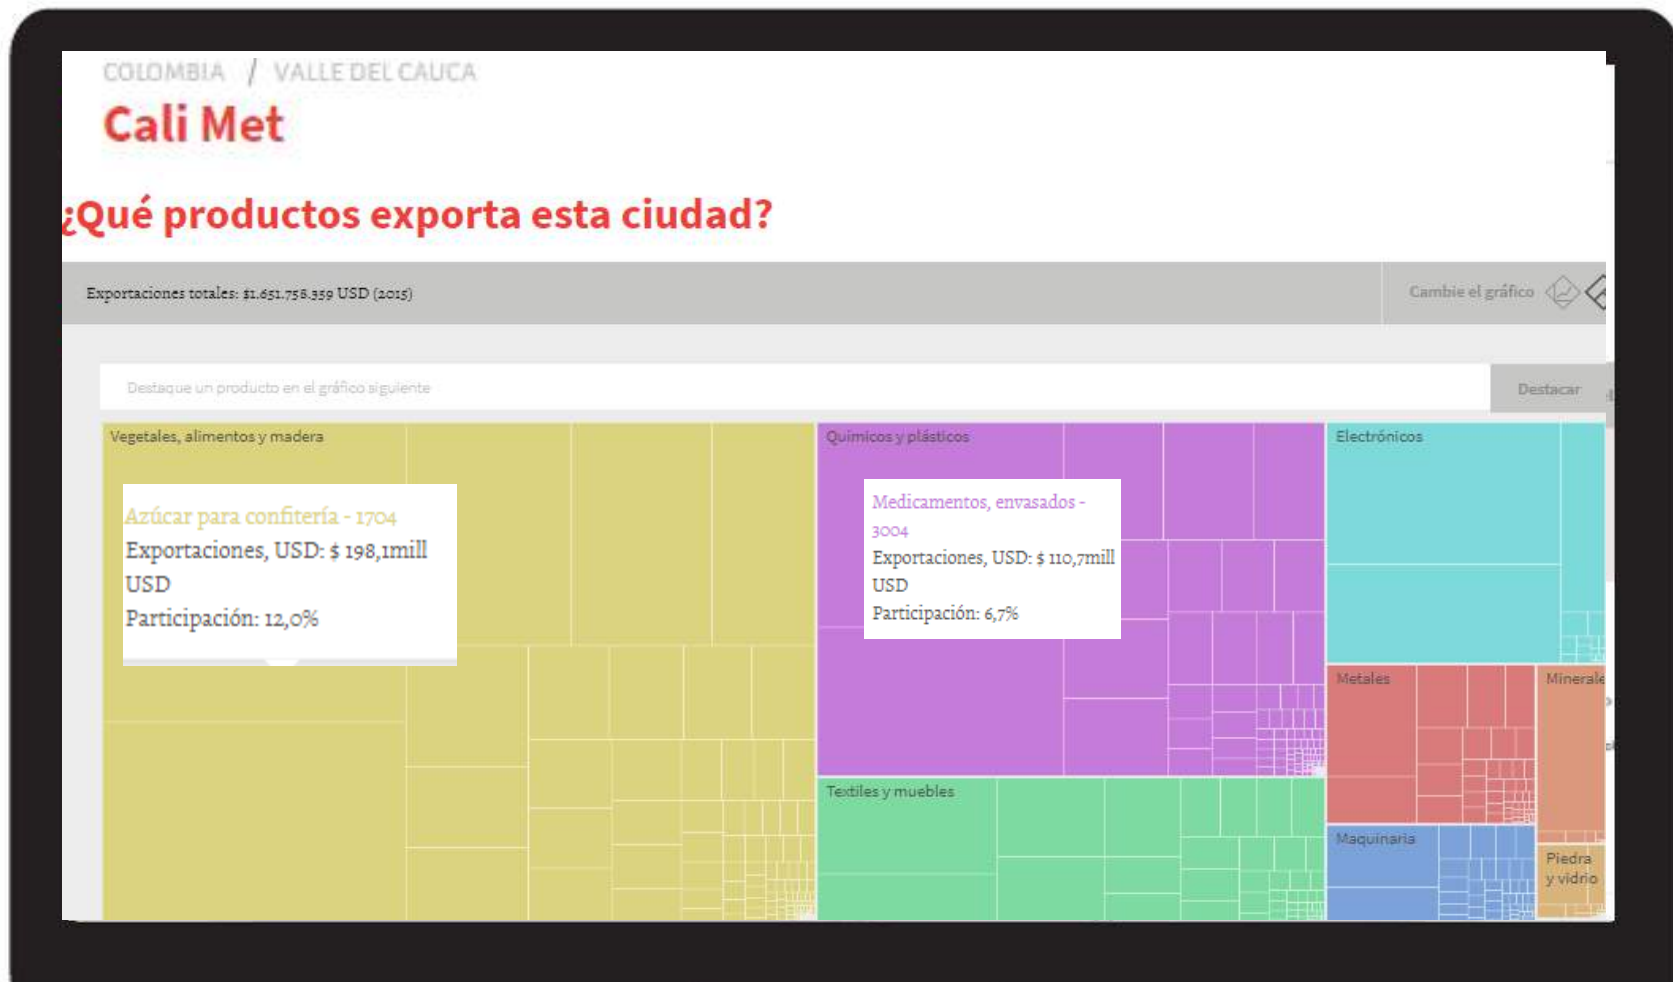 COLOMBIA / VALLE DEL CAUCA
Cali Met
¿Qué productos exporta esta ciudad?
Exportaciones totales: $1.651.758.359 USD (2015)
Cambie el gráfico
Destaque un producto en el gráfico siguiente
Destacar
Vegetales, alimentos y madera
Azúcar para confitería - 1704
Exportaciones, USD: $ 198,1mill
USD
Participación: 12,0%
Químicos y plásticos
Medicamentos, envasados -
3004
Exportaciones, USD: $ 110,7mill
USD
Participación: 6,7%
Electrónicos
Textiles y muebles
Metales
Minerale
Maquinaria
Piedra
y vidrio